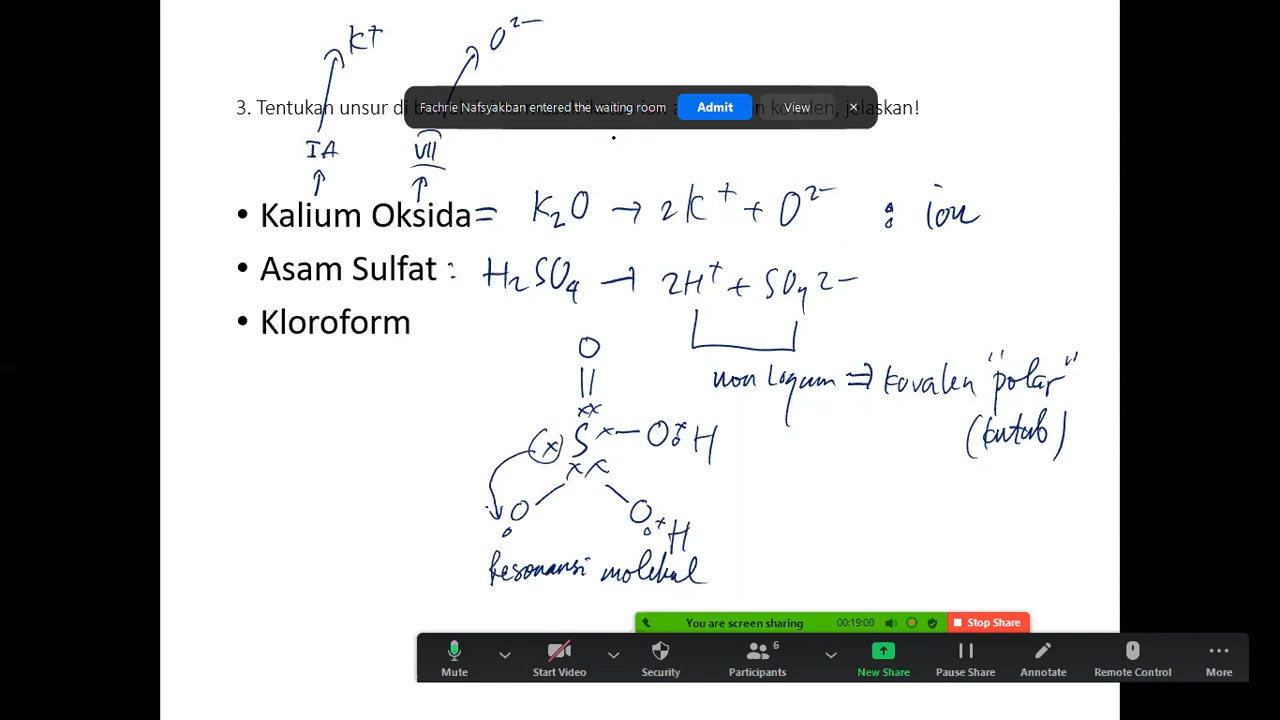 K+ O2-
Fachrie Nafsyakban entered the waiting room Admit View ×
3. Tentukan unsur di kovalen, jelaskan!
IA VII
• Kalium Oksida = K2O → 2K+ + O2- : ion
• Asam Sulfat : H2SO4 → 2H+ + SO4 2-
• Kloroform
O
non logam ⇒ kovalen "polar"
(kutub)
xx
(x) S x — O H
xx
O O H
Resonansi molekul
You are screen sharing 00:19:00 Stop Share
6
Mute Start Video Security Participants New Share Pause Share Annotate Remote Control More